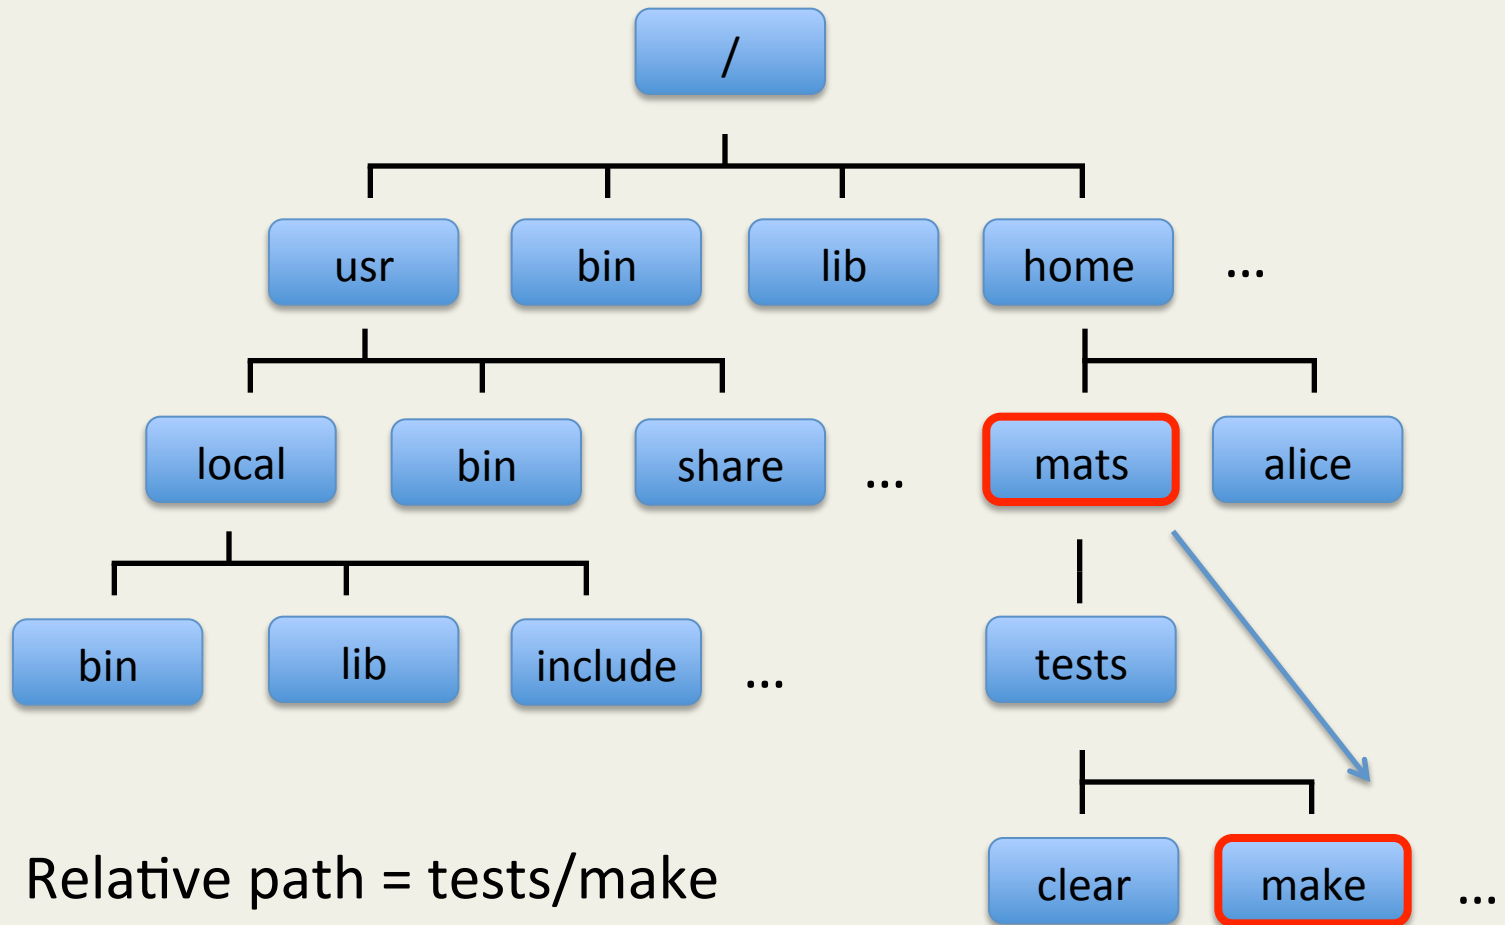 /
usr bin lib home ...
local bin share ... mats alice
bin lib include ... tests
clear make ...
Relative path = tests/make